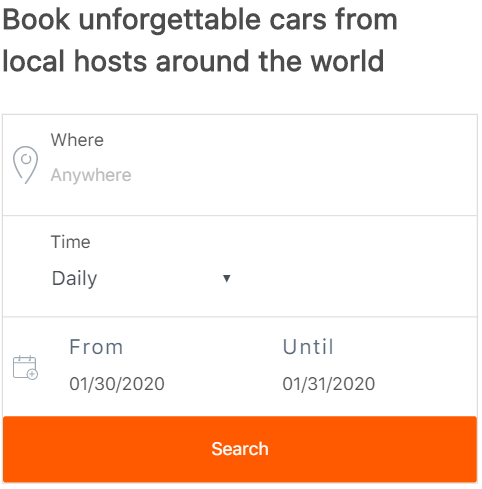 Book unforgettable cars from
local hosts around the world
Where
Anywhere
Time
Daily
From Until
01/30/2020 01/31/2020
Search